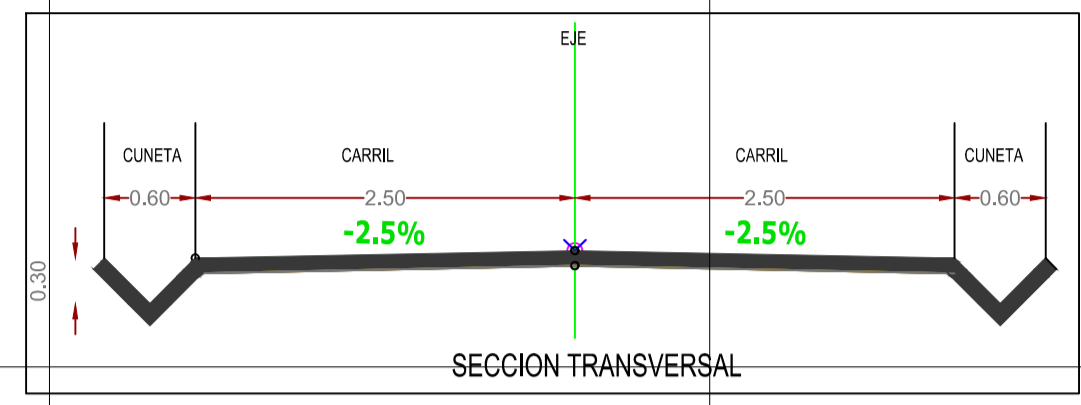 EJE
CUNETA CARRIL CARRIL CUNETA
0.60 2.50 2.50 0.60
-2.5% -2.5%
0.30
SECCION TRANSVERSAL